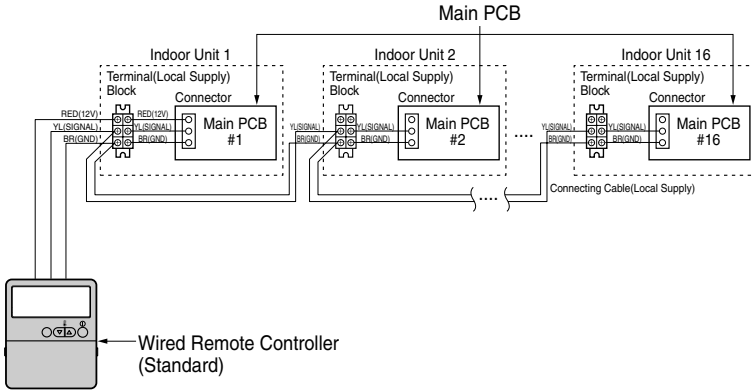 Main PCB
Indoor Unit 1
Indoor Unit 2
Indoor Unit 16
Terminal(Local Supply)
Block
Connector
Terminal(Local Supply)
Block
Connector
Terminal(Local Supply)
Block
Connector
RED(12V)
RED(12V)
YL(SIGNAL)
YL(SIGNAL)
BR(GND)
BR(GND)
Main PCB
#1
YL(SIGNAL)
YL(SIGNAL)
BR(GND)
BR(GND)
Main PCB
#2
....
YL(SIGNAL)
YL(SIGNAL)
BR(GND)
BR(GND)
Main PCB
#16
....
Connecting Cable(Local Supply)
Wired Remote Controller
(Standard)